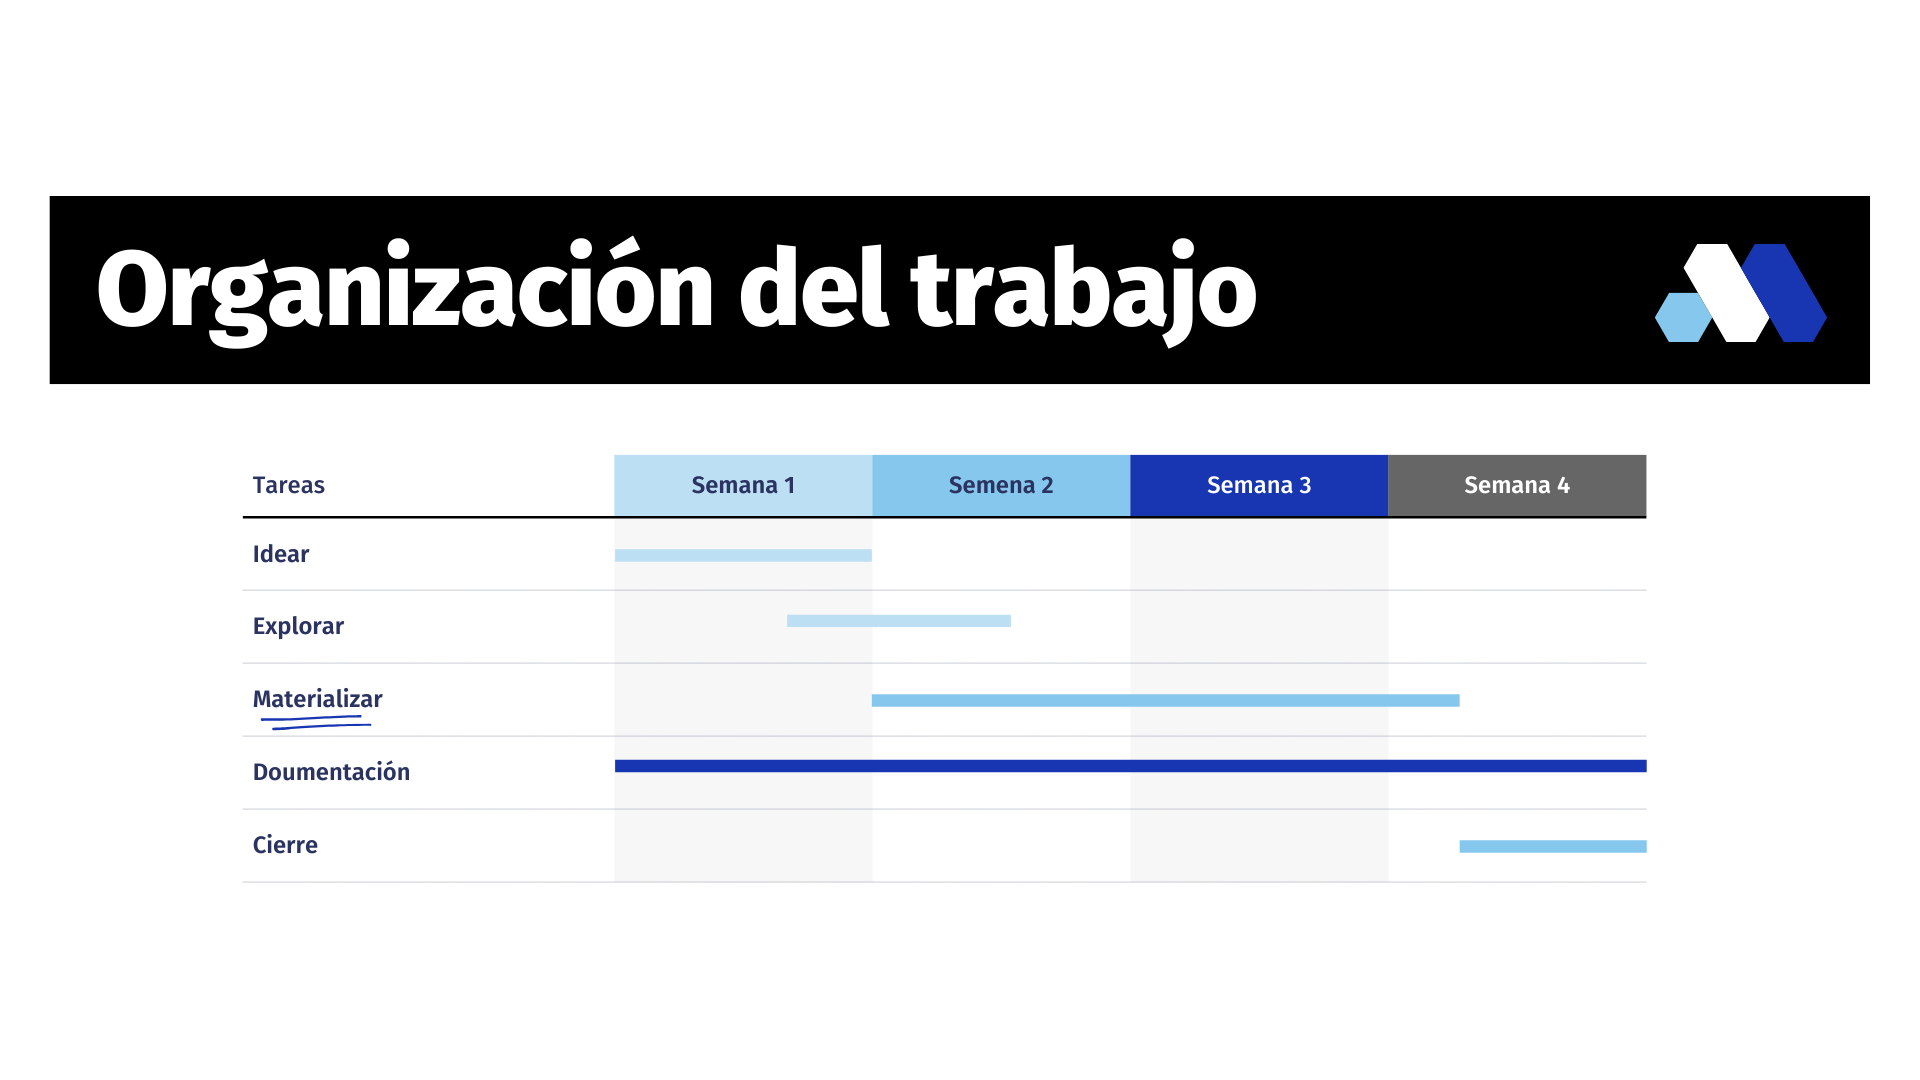 Organización del trabajo
Tareas Semana 1 Semena 2 Semana 3 Semana 4
Idear
Explorar
Materializar
Doumentación
Cierre